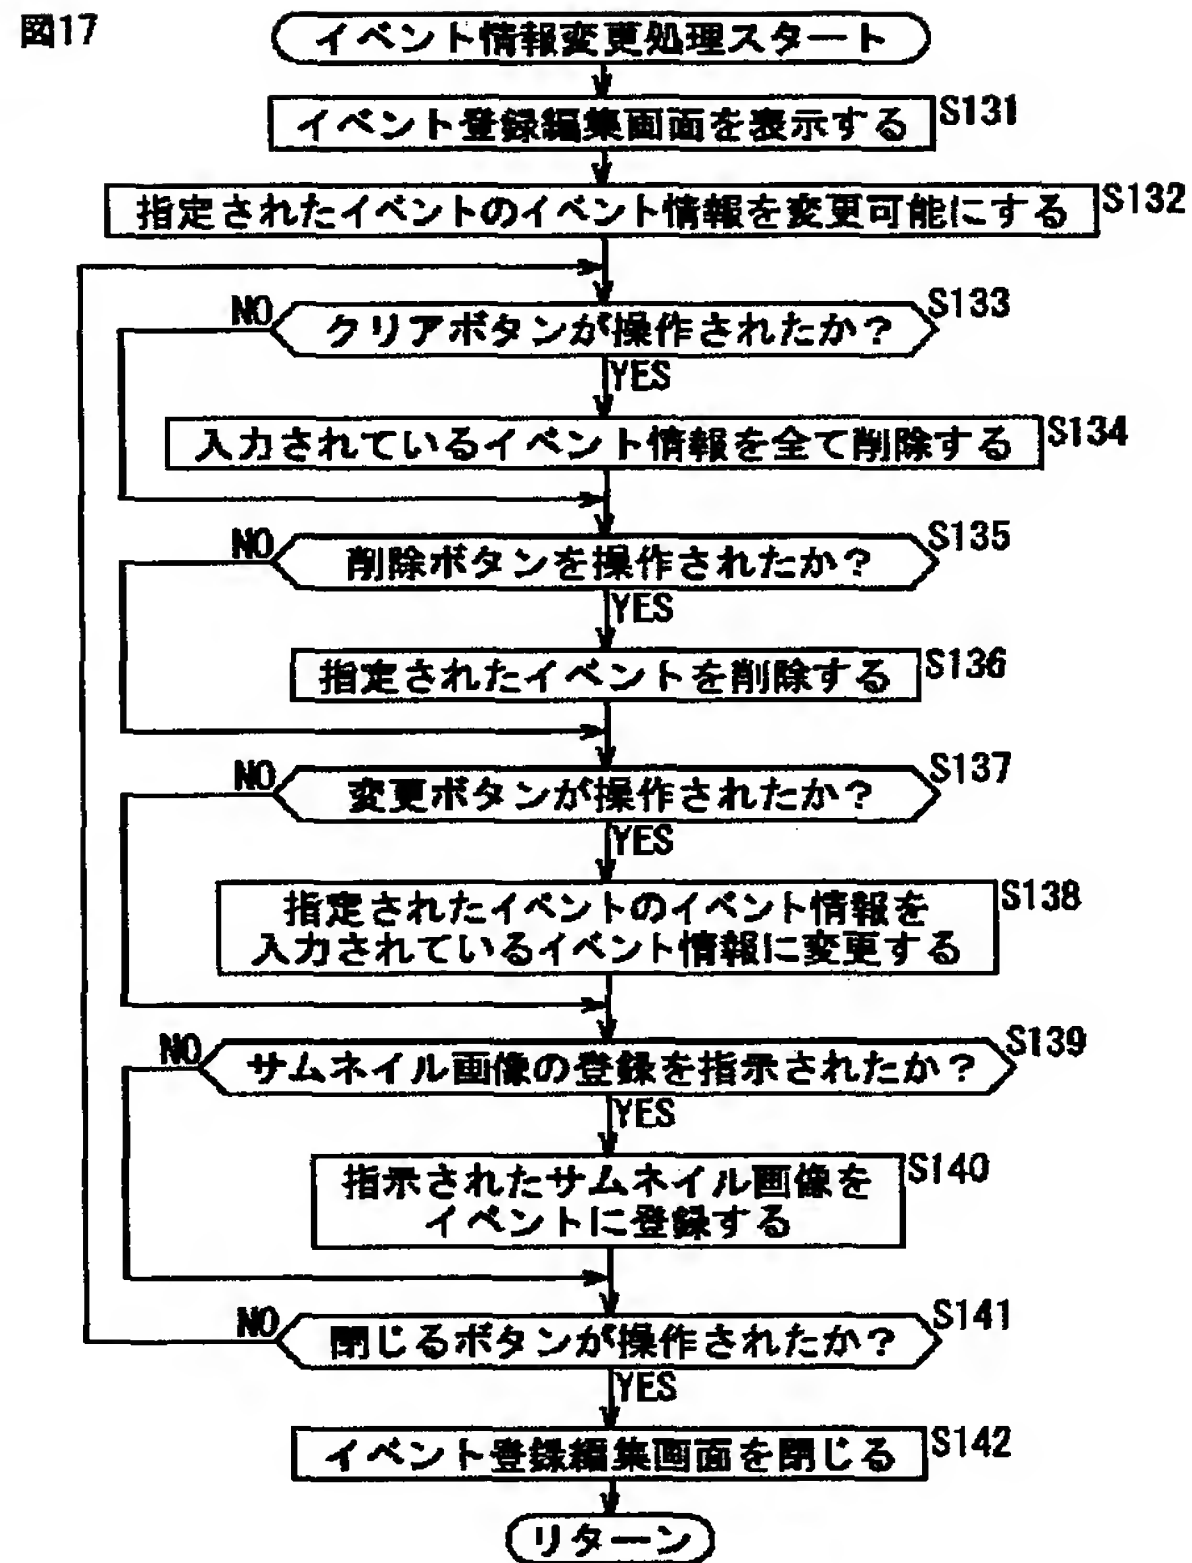 図17
イベント情報変更処理スタート
イベント登録編集画面を表示する S131
指定されたイベントのイベント情報を変更可能にする S132
NO クリアボタンが操作されたか? S133
YES
入力されているイベント情報を全て削除する S134
NO 削除ボタンを操作されたか? S135
YES
指定されたイベントを削除する S136
NO 変更ボタンが操作されたか? S137
YES
指定されたイベントのイベント情報を S138
入力されているイベント情報に変更する
NO サムネイル画像の登録を指示されたか? S139
YES
指示されたサムネイル画像を S140
イベントに登録する
NO 閉じるボタンが操作されたか? S141
YES
イベント登録編集画面を閉じる S142
リターン